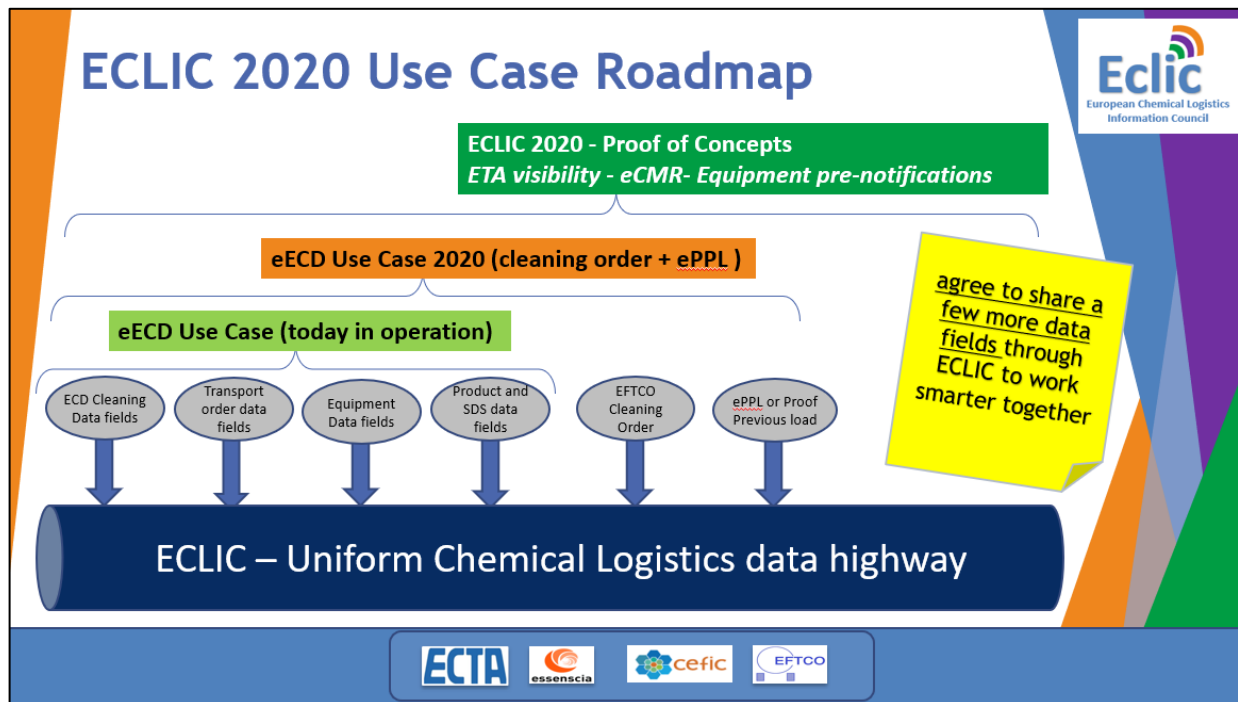 ECLIC 2020 Use Case Roadmap
Eclic
European Chemical Logistics
Information Council
ECLIC 2020 - Proof of Concepts
ETA visibility - eCMR- Equipment pre-notifications
eECD Use Case 2020 (cleaning order + ePPL )
agree to share a
few more data
fields through
ECLIC to work
smarter together
eECD Use Case (today in operation)
ECD Cleaning
Data fields
Transport
order data
fields
Equipment
Data fields
Product and
SDS data
fields
EFTCO
Cleaning
Order
ePPL or Proof
Previous load
ECLIC – Uniform Chemical Logistics data highway
ECTA
essenscia
cefic
EFTCO